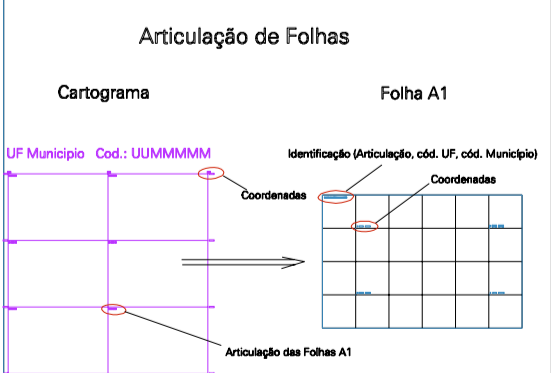 Articulação de Folhas
Cartograma
Folha A1
UF Municipio Cod.: UUMMMMM
Identificação (Articulação, cód. UF, cód. Município)
Coordenadas
Coordenadas
Articulação das Folhas A1